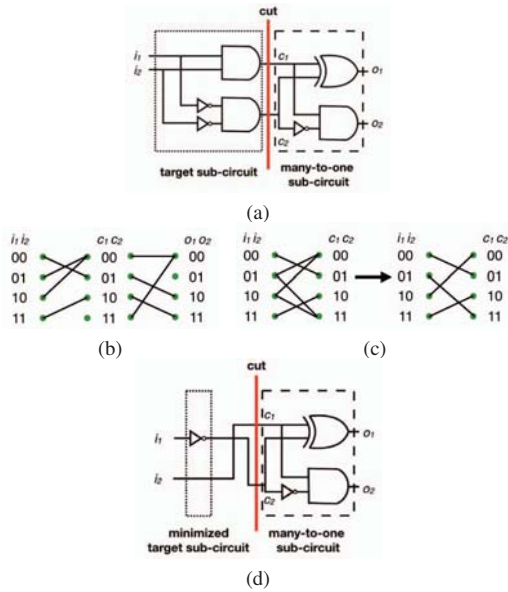 cut
i1
i2
c1
o1
c2
o2
target sub-circuit
many-to-one
sub-circuit
(a)
i1 i2 c1 c2 o1 o2 i1 i2 c1 c2 i1 i2 c1 c2
00 00 00 00 00 00 00
01 01 01 01 01 01 01
10 10 10 10 10 10 10
11 11 11 11 11 11 11
(b) (c)
cut
c1
i1
o1
i2
c2
o2
minimized
target sub-circuit
many-to-one
sub-circuit
(d)